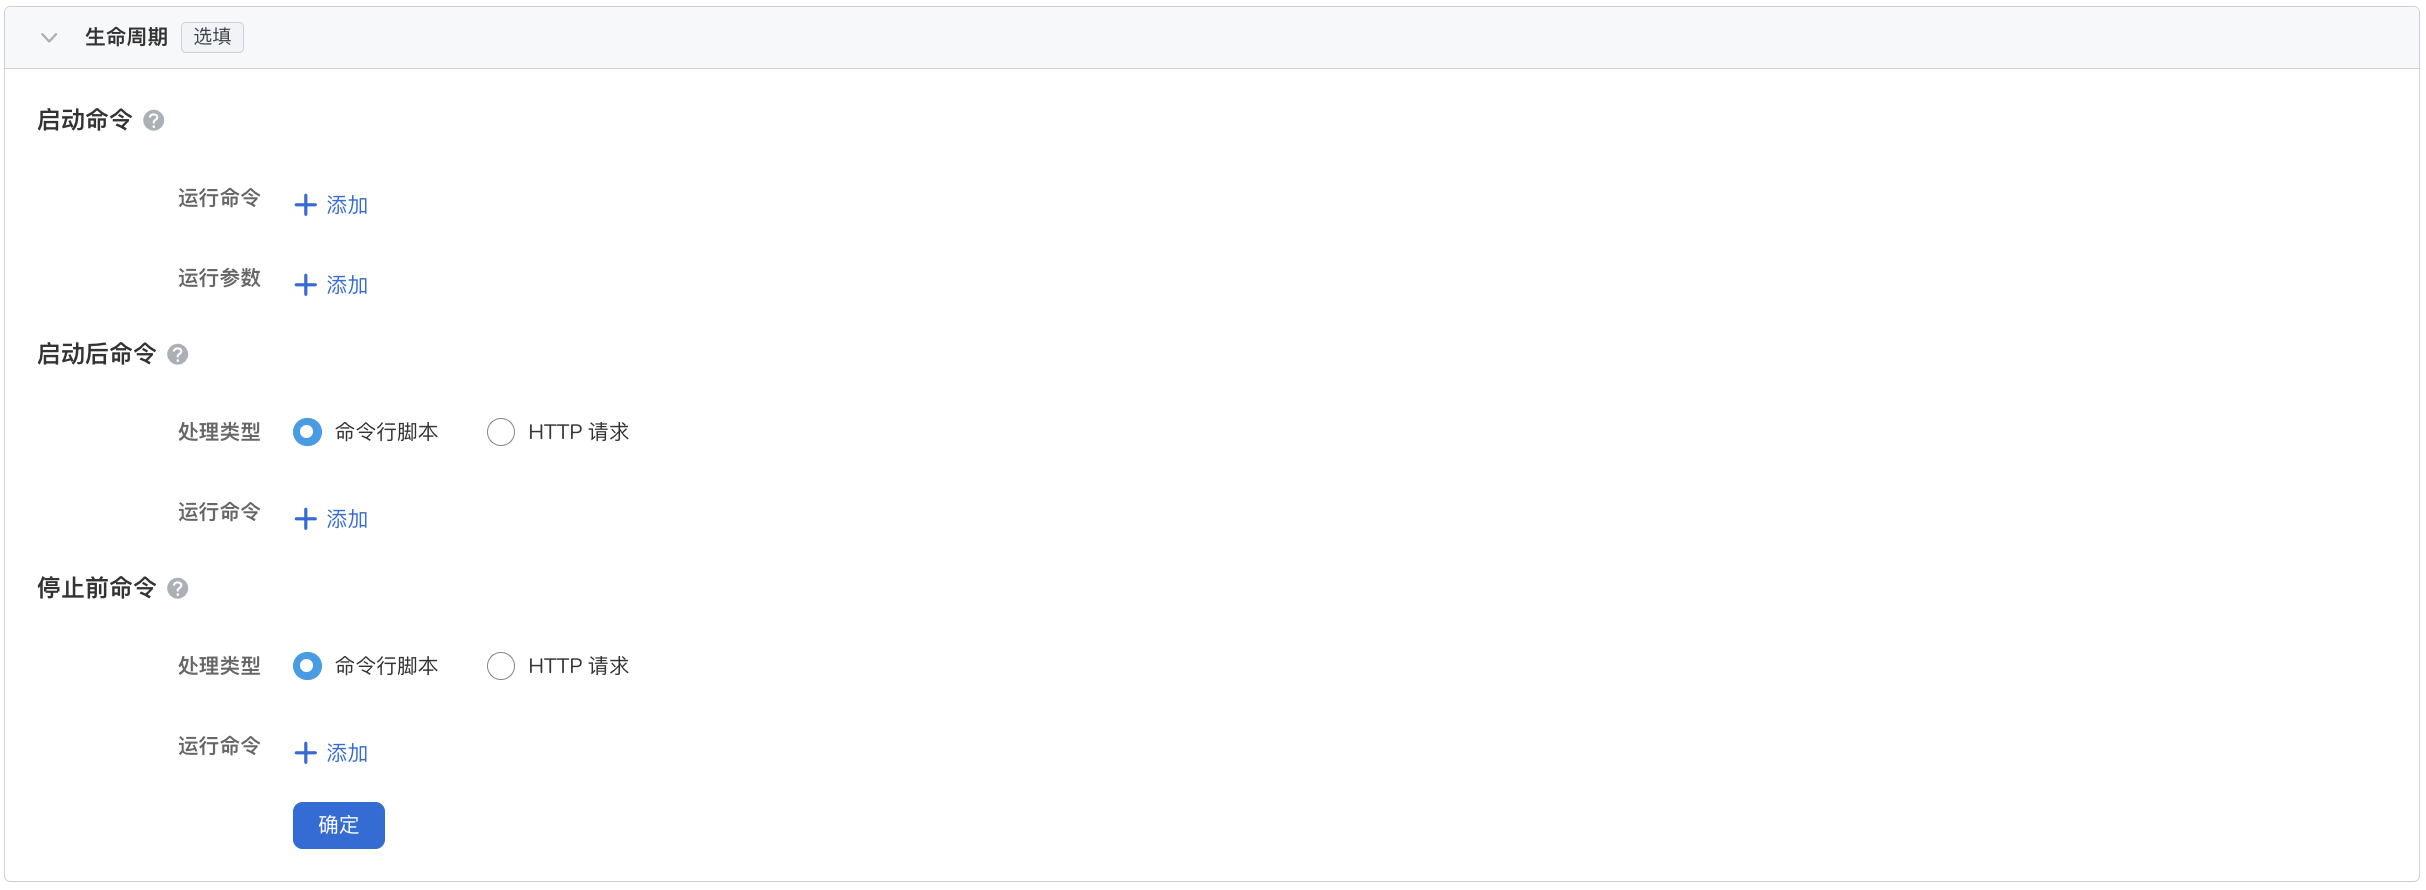 生命周期 选填
启动命令
运行命令 添加
运行参数 添加
启动后命令
处理类型 命令行脚本 HTTP 请求
运行命令 添加
停止前命令
处理类型 命令行脚本 HTTP 请求
运行命令 添加
确定